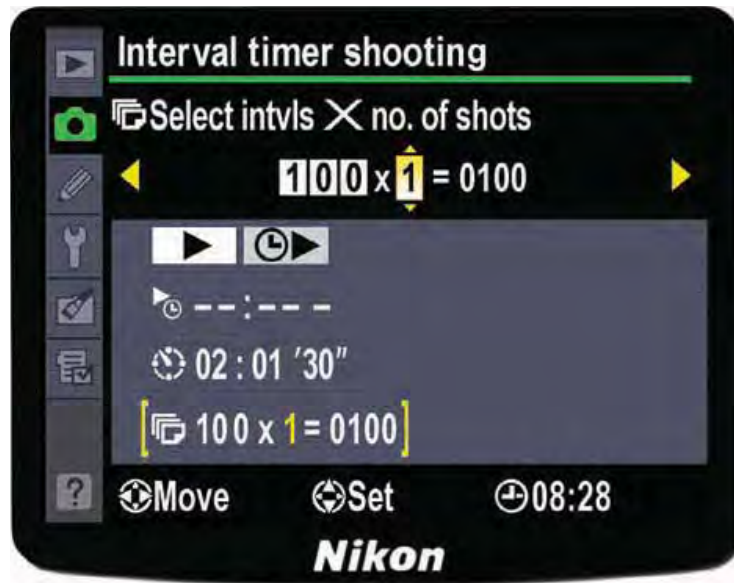 Interval timer shooting
Select intvls X no. of shots
100 x 1 = 0100
--:-- -
02 : 01 ′30″
[100 x 1 = 0100]
? Move Set 08:28
Nikon